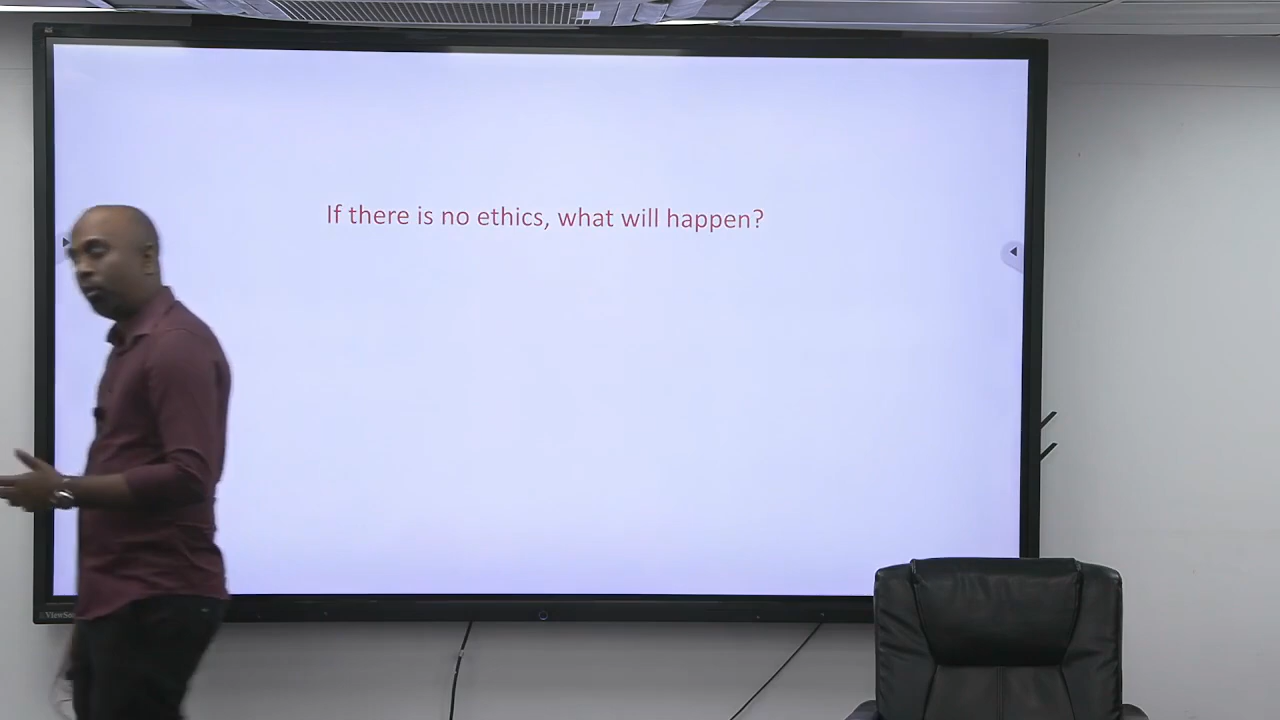 If there is no ethics, what will happen?